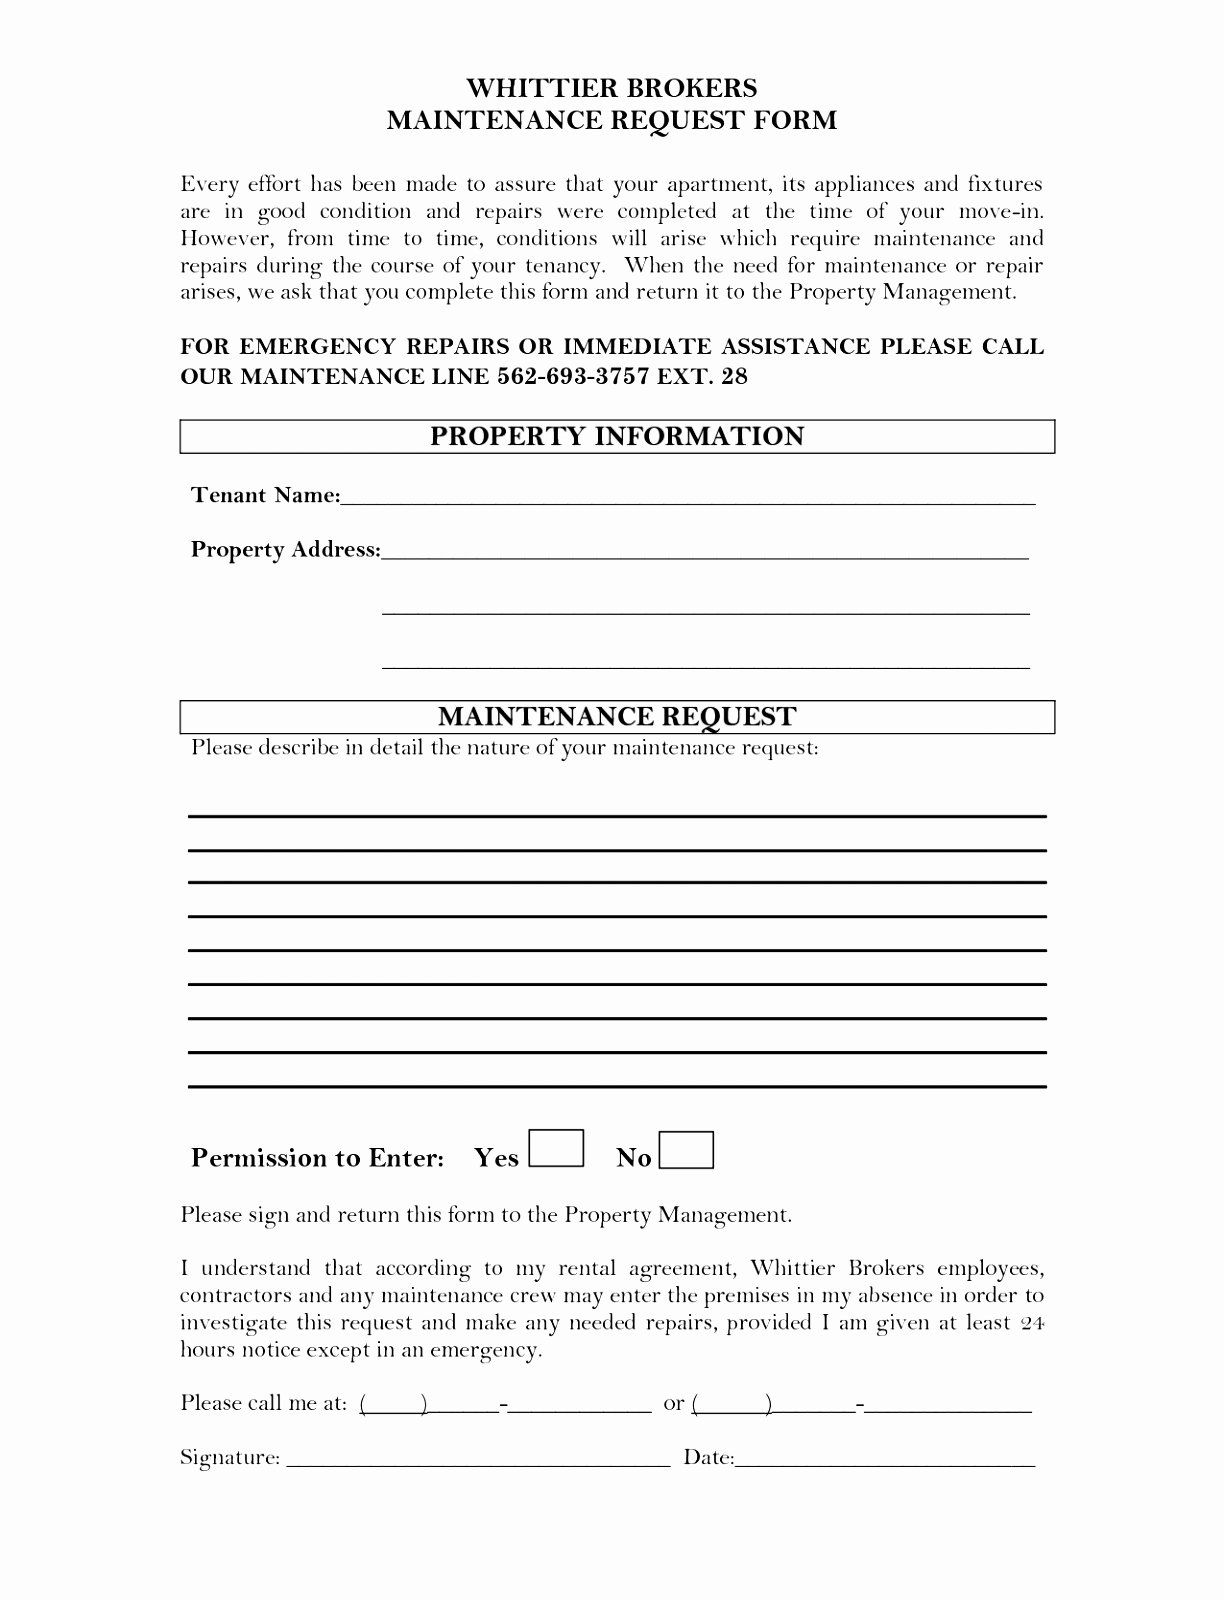 WHITTIER BROKERS
MAINTENANCE REQUEST FORM
Every effort has been made to assure that your apartment, its appliances and fixtures
are in good condition and repairs were completed at the time of your move-in.
However, from time to time, conditions will arise which require maintenance and
repairs during the course of your tenancy. When the need for maintenance or repair
arises, we ask that you complete this form and return it to the Property Management.
FOR EMERGENCY REPAIRS OR IMMEDIATE ASSISTANCE PLEASE CALL
OUR MAINTENANCE LINE 562-693-3757 EXT. 28
PROPERTY INFORMATION
Tenant Name:
Property Address:
MAINTENANCE REQUEST
Please describe in detail the nature of your maintenance request:
Permission to Enter: Yes No
Please sign and return this form to the Property Management.
I understand that according to my rental agreement, Whittier Brokers employees,
contractors and any maintenance crew may enter the premises in my absence in order to
investigate this request and make any needed repairs, provided I am given at least 24
hours notice except in an emergency.
Please call me at: (____)______-____________ or (______)_______-______________
Signature: Date: